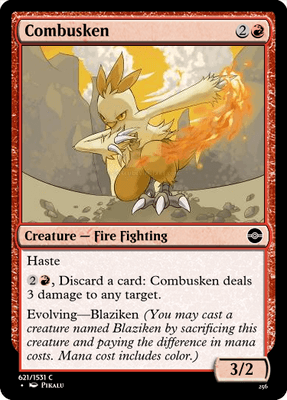 Combusken 2
Creature — Fire Fighting
Haste
2, Discard a card: Combusken deals
3 damage to any target.
Evolving—Blaziken (You may cast a
creature named Blaziken by sacrificing this
creature and paying the difference in mana
costs. Mana cost includes color.)
3/2
621/1531 C
• Pikalu
256